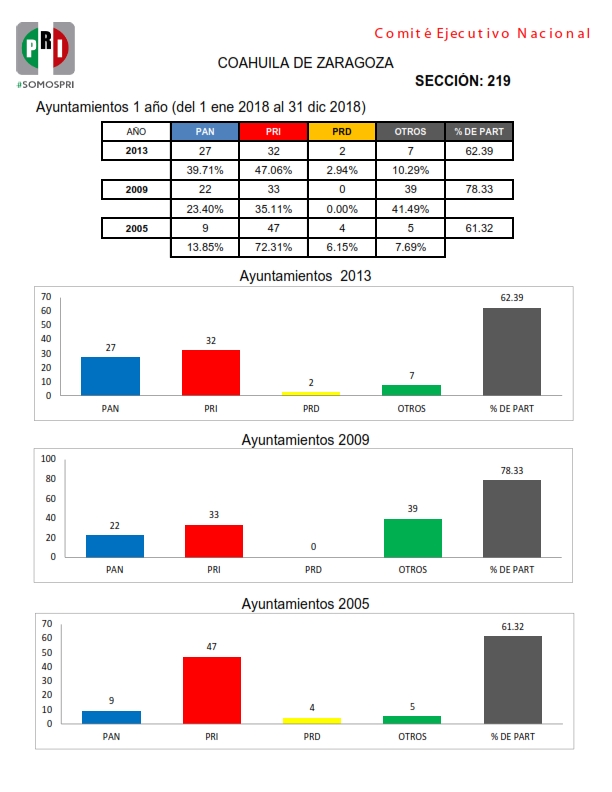 PRI
#SOMOSPRI
Comité Ejecutivo Nacional
COAHUILA DE ZARAGOZA
SECCIÓN: 219
Ayuntamientos 1 año (del 1 ene 2018 al 31 dic 2018)
AÑO PAN PRI PRD OTROS % DE PART
2013 27 32 2 7 62.39
39.71% 47.06% 2.94% 10.29%
2009 22 33 0 39 78.33
23.40% 35.11% 0.00% 41.49%
2005 9 47 4 5 61.32
13.85% 72.31% 6.15% 7.69%
Ayuntamientos 2013
70
60
50
40
30
20
10
0
27 32 2 7 62.39
PAN PRI PRD OTROS % DE PART
Ayuntamientos 2009
100
80
60
40
20
0
22 33 0 39 78.33
PAN PRI PRD OTROS % DE PART
Ayuntamientos 2005
70
60
50
40
30
20
10
0
9 47 4 5 61.32
PAN PRI PRD OTROS % DE PART